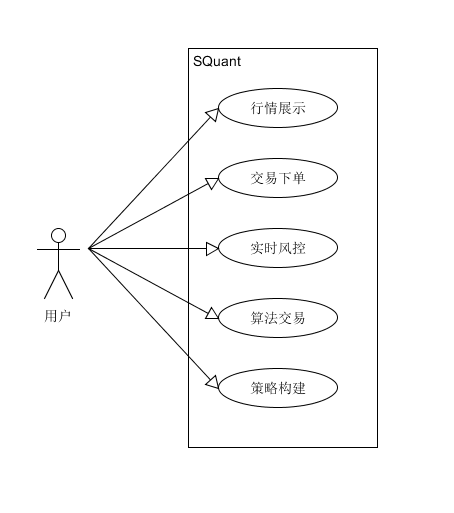 SQuant
行情展示
交易下单
实时风控
算法交易
策略构建
用户